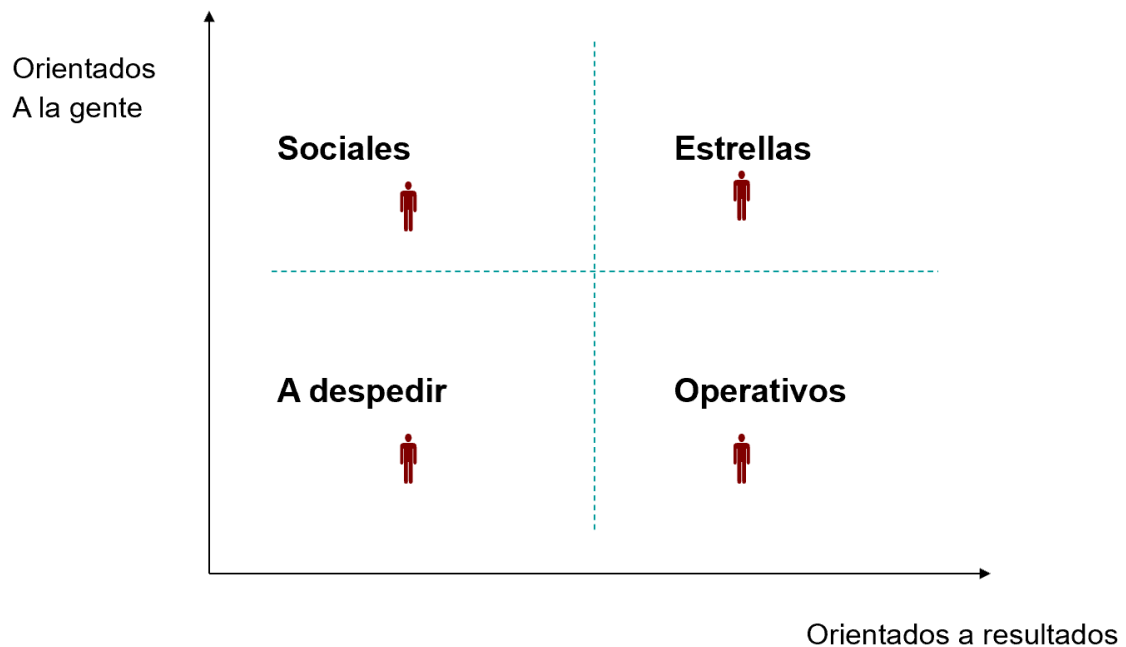 Orientados
A la gente
Sociales
Estrellas
A despedir
Operativos
Orientados a resultados